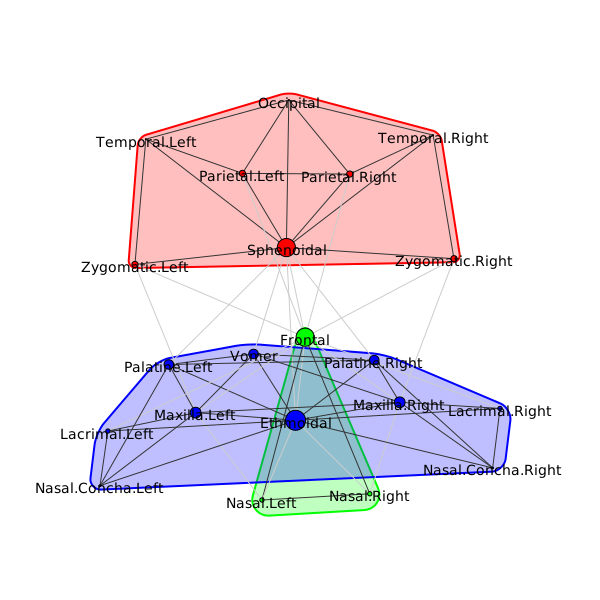 Occipital
Temporal.Left
Temporal.Right
Parietal.Left
Parietal.Right
Sphenoidal
Zygomatic.Left
Zygomatic.Right
Frontal
Vomer
Palatine.Left
Palatine.Right
Maxilla.Left
Maxilla.Right
Lacrimal.Right
Ethmoidal
Lacrimal.Left
Nasal.Concha.Right
Nasal.Concha.Left
Nasal.Left
Nasal.Right